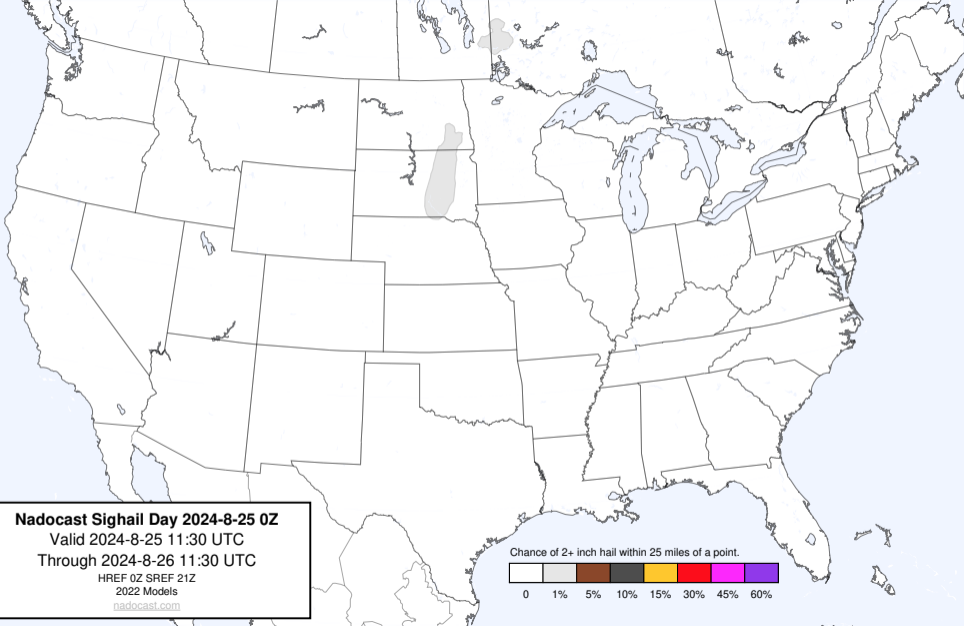 Nadocast Sighail Day 2024-8-25 0Z
Valid 2024-8-25 11:30 UTC
Through 2024-8-26 11:30 UTC
HREF 0Z SREF 21Z
2022 Models
nadocast.com
Chance of 2+ inch hail within 25 miles of a point.
0 1% 5% 10% 15% 30% 45% 60%